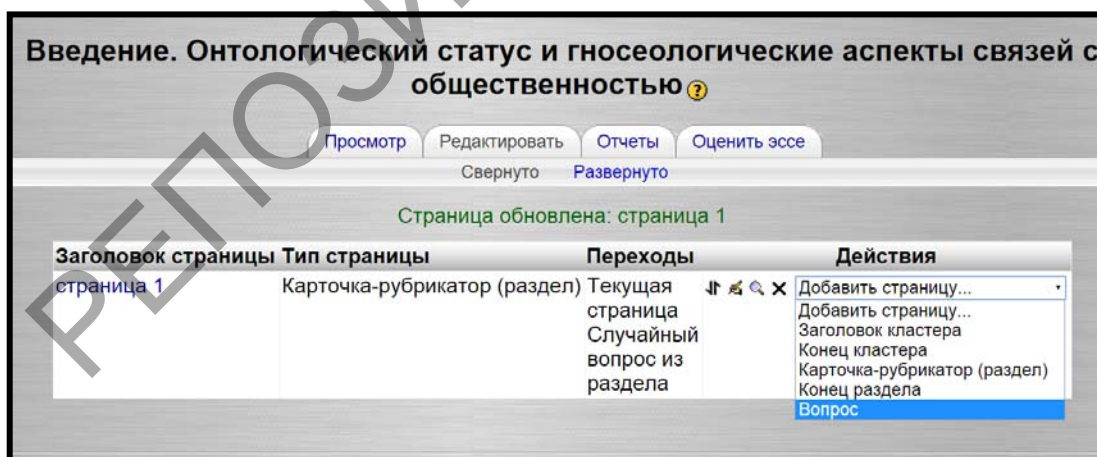 Введение. Онтологический статус и гносеологические аспекты связей с
общественностью ?
Просмотр Редактировать Отчеты Оценить эссе
Свернуто Развернуто
Страница обновлена: страница 1
Заголовок страницы Тип страницы Переходы Действия
страница 1 Карточка-рубрикатор (раздел) Текущая Добавить страницу...
страница Добавить страницу...
Случайный Заголовок кластера
вопрос из Конец кластера
раздела Карточка-рубрикатор (раздел)
Конец раздела
Вопрос